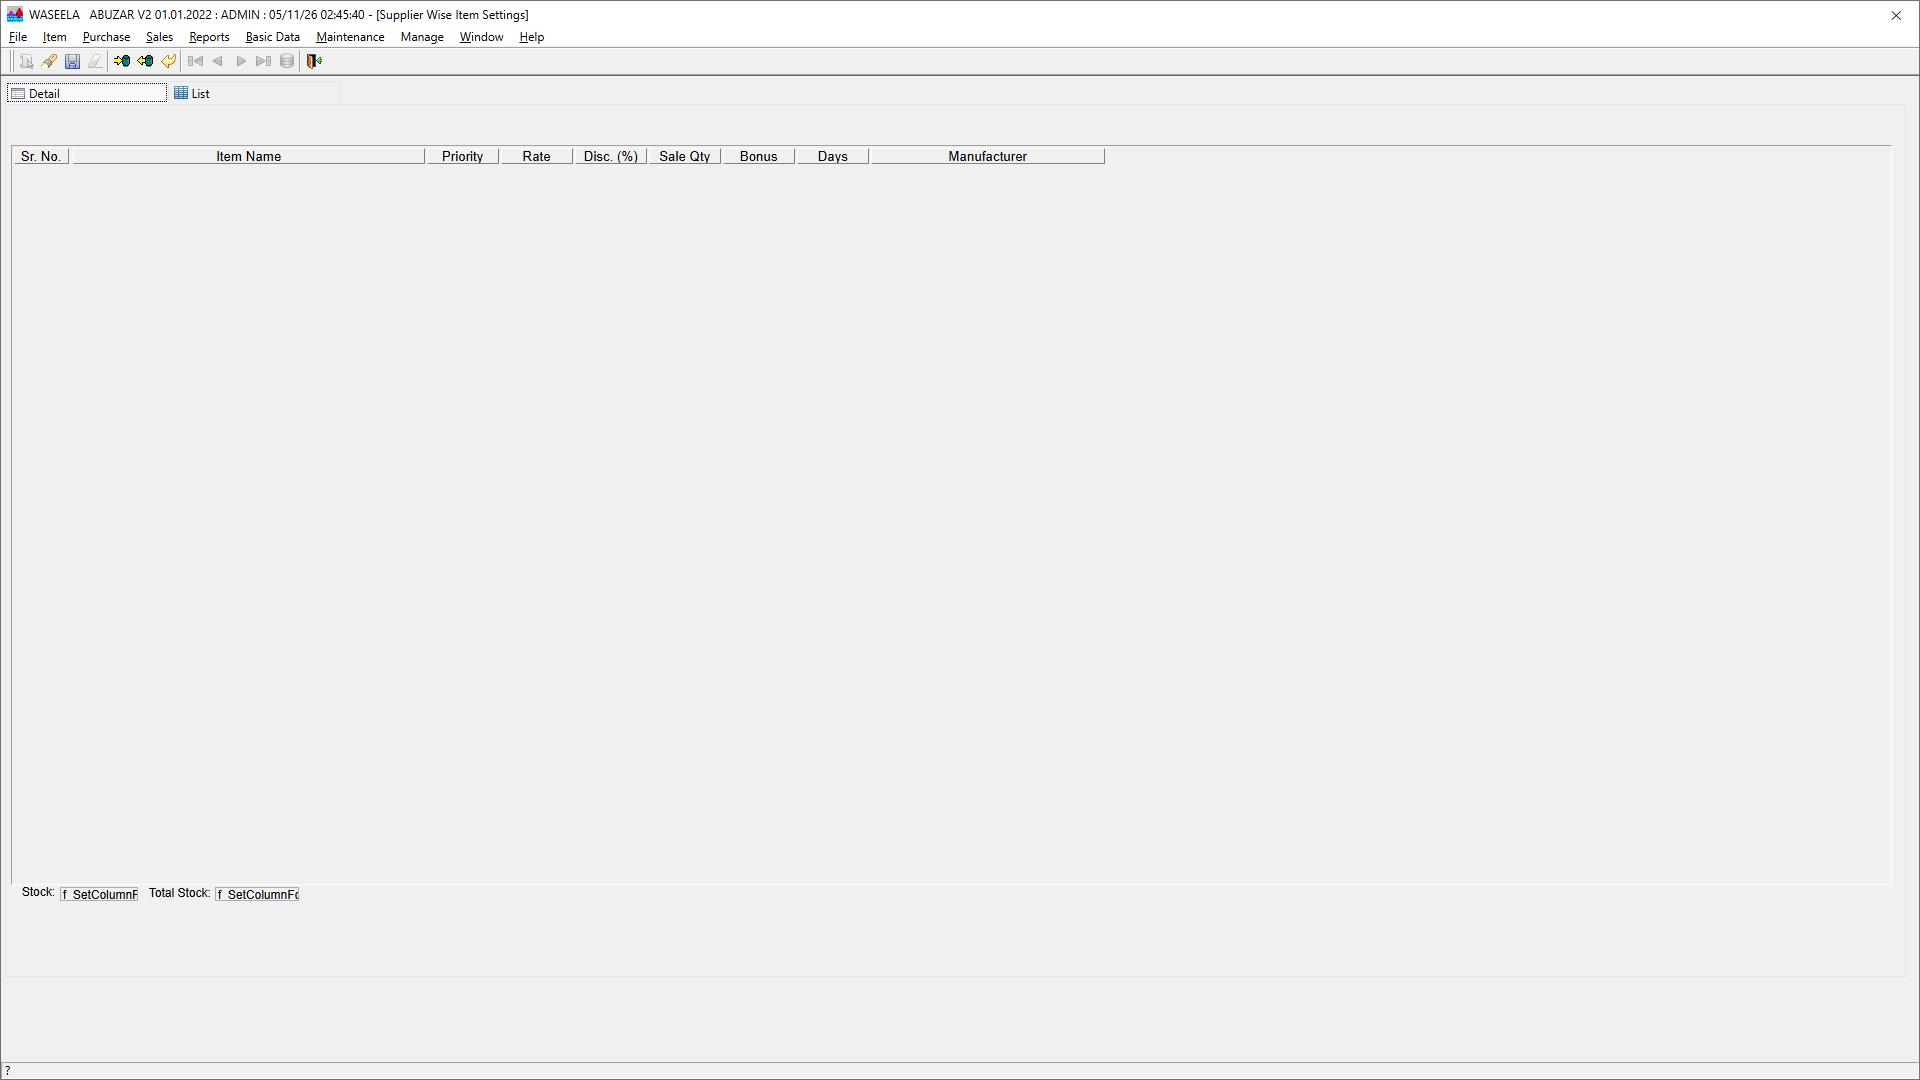 WASEELA ABUZAR V2 01.01.2022 : ADMIN : 05/11/26 02:45:40 - [Supplier Wise Item Settings]
File Item Purchase Sales Reports Basic Data Maintenance Manage Window Help
Detail List
Sr. No. Item Name Priority Rate Disc. (%) Sale Qty Bonus Days Manufacturer
Stock: f_SetColumnF Total Stock: f_SetColumnFo
?